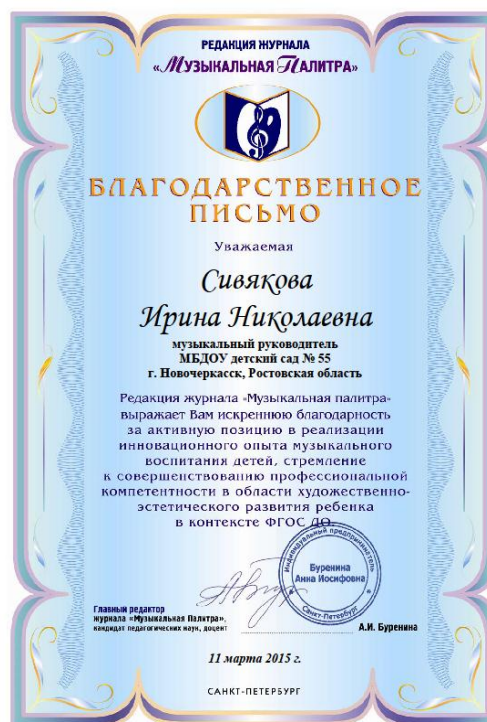 РЕДАКЦИЯ ЖУРНАЛА
«МУЗЫКАЛЬНАЯ ПАЛИТРА»
БЛАГОДАРСТВЕННОЕ
ПИСЬМО
Уважаемая
Сивякова
Ирина Николаевна
музыкальный руководитель
МБДОУ детский сад № 55
г. Новочеркасск, Ростовская область
Редакция журнала «Музыкальная палитра»
выражает Вам искреннюю благодарность
за активную позицию в реализации
инновационного опыта музыкального
воспитания детей, стремление
к совершенствованию профессиональной
компетентности в области художественно-
эстетического развития ребенка
в контексте ФГОС ДО.
Индивидуальный предприниматель
Буренина
Анна Иосифовна
Санкт-Петербург
Главный редактор
журнала «Музыкальная Палитра»,
кандидат педагогических наук, доцент
А.И. Буренина
11 марта 2015 г.
САНКТ-ПЕТЕРБУРГ